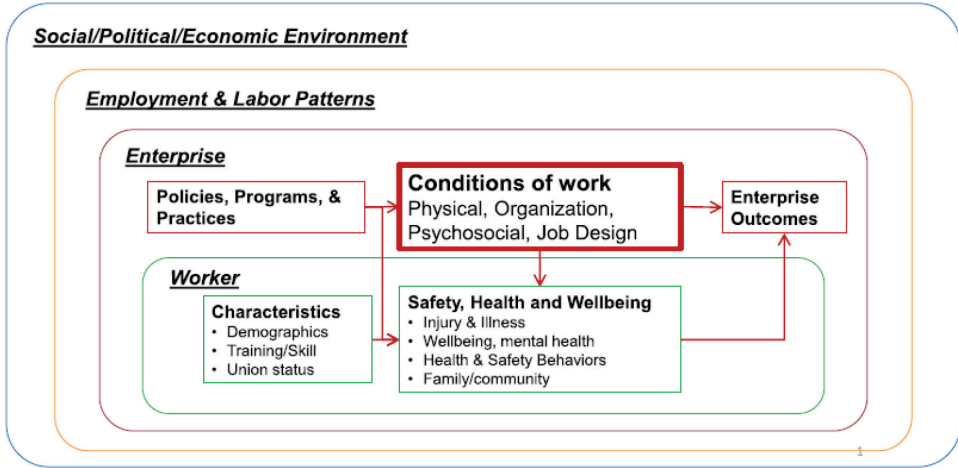 Social/Political/Economic Environment
Employment & Labor Patterns
Enterprise
Policies, Programs, &
Practices
Conditions of work
Physical, Organization,
Psychosocial, Job Design
Enterprise
Outcomes
Worker
Characteristics
• Demographics
• Training/Skill
• Union status
Safety, Health and Wellbeing
• Injury & Illness
• Wellbeing, mental health
• Health & Safety Behaviors
• Family/community
1